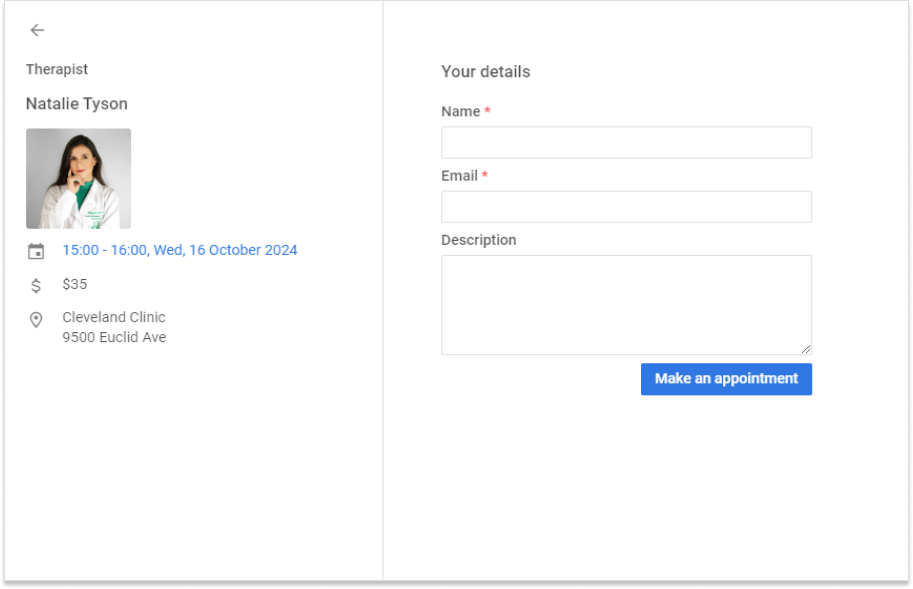 Therapist
Natalie Tyson
15:00 - 16:00, Wed, 16 October 2024
$35
Cleveland Clinic
9500 Euclid Ave
Your details
Name *
Email *
Description
Make an appointment